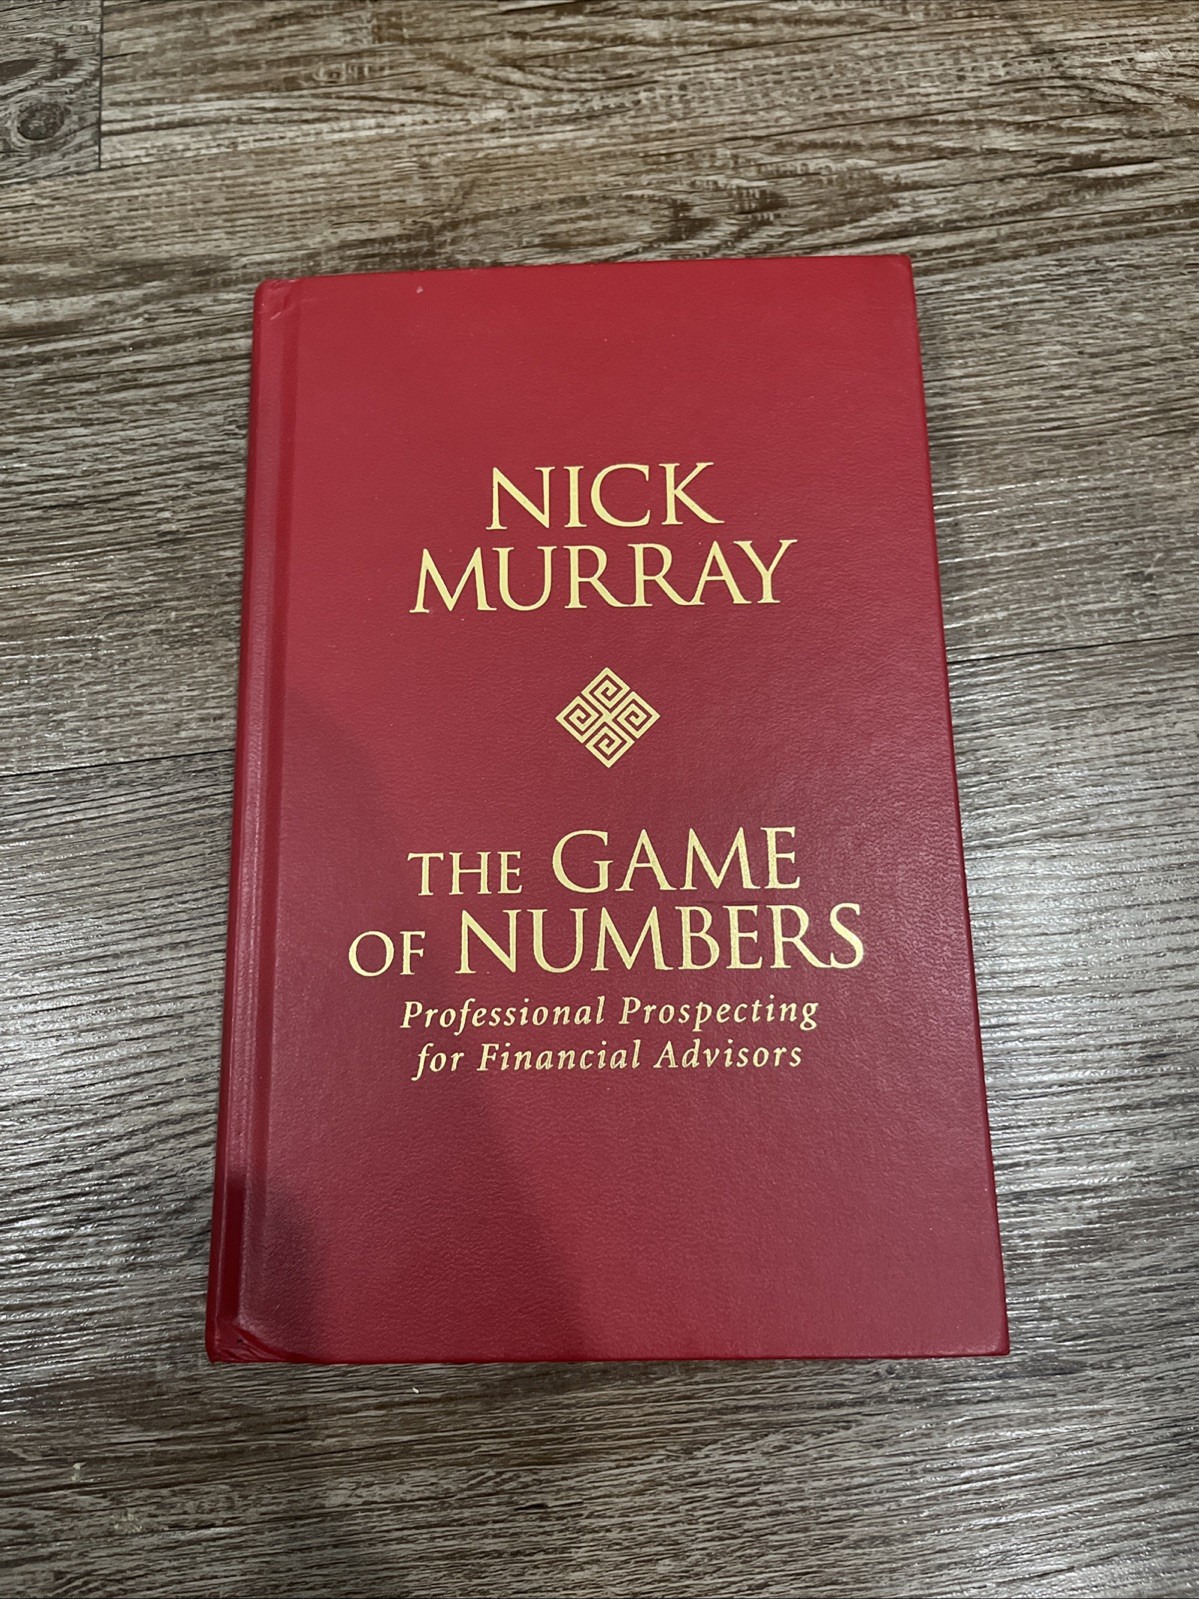 NICK
MURRAY
THE GAME
OF NUMBERS
Professional Prospecting
for Financial Advisors